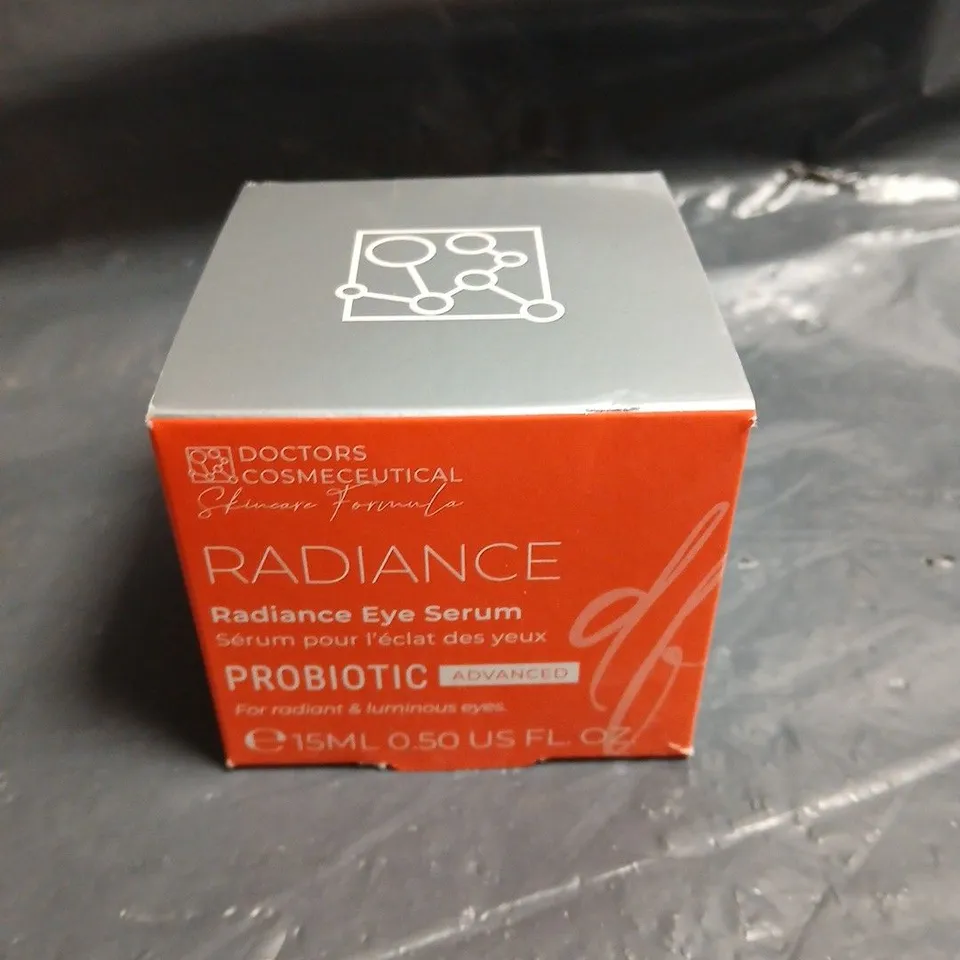 DOCTORS
COSMECEUTICAL
Skincare Formula
RADIANCE
Radiance Eye Serum
Sérum pour l'éclat des yeux
PROBIOTIC ADVANCED
For radiant & luminous eyes.
e 15ML 0.50 US FL. OZ
df